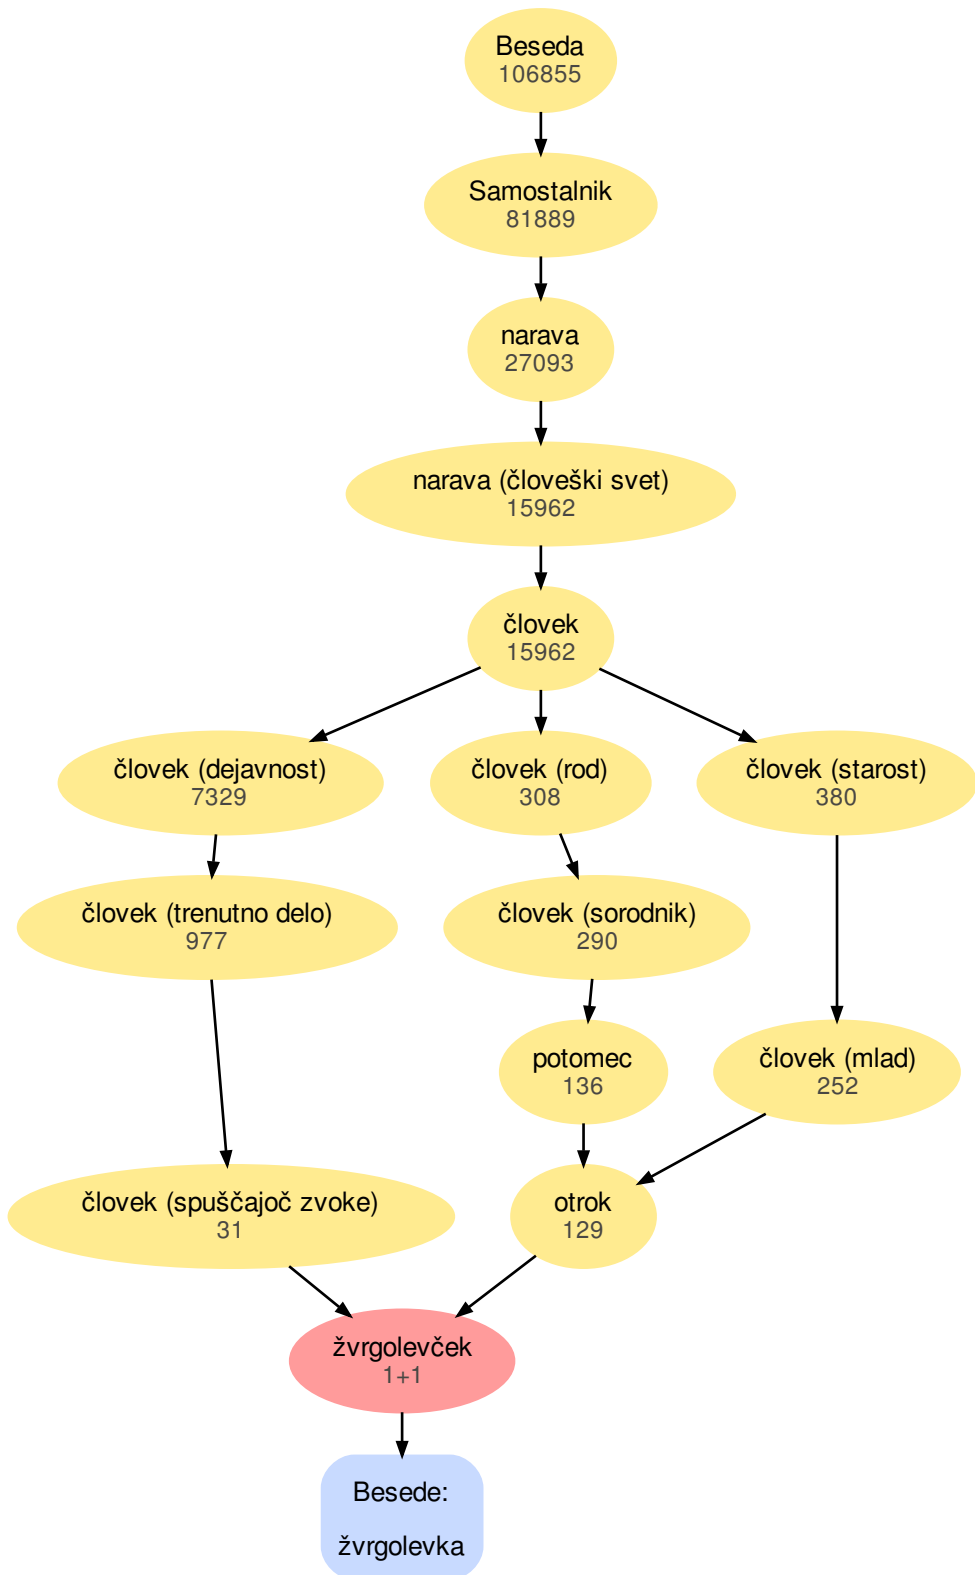 Beseda
106855
Samostalnik
81889
narava
27093
narava (človeški svet)
15962
človek
15962
človek (dejavnost)
7329
človek (rod)
308
človek (starost)
380
človek (trenutno delo)
977
človek (sorodnik)
290
potomec
136
človek (mlad)
252
človek (spuščajoč zvoke)
31
otrok
129
žvrgolevček
1+1
Besede:
žvrgolevka